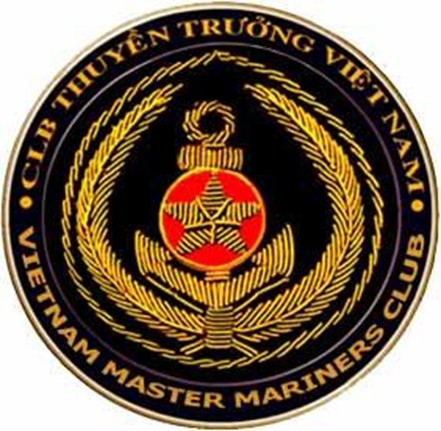 CLB THUYỀN TRƯỞNG VIỆT NAM
VIETNAM MASTER MARINERS CLUB